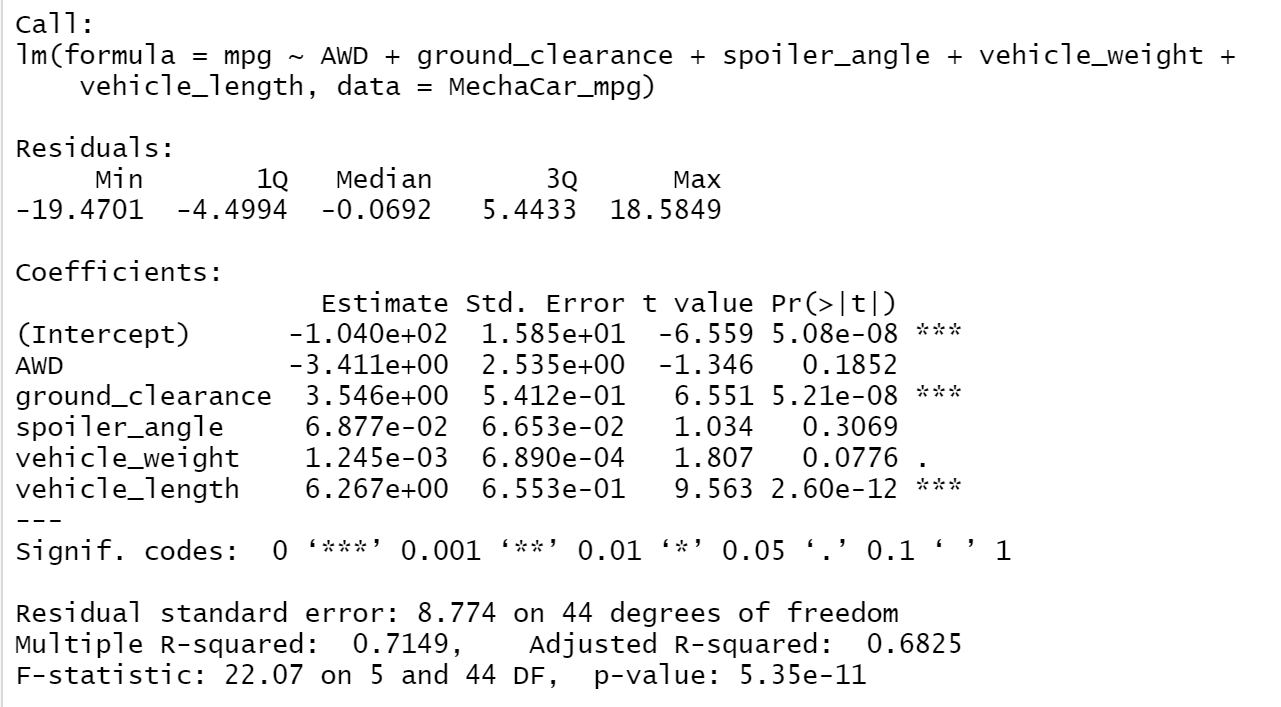 Call:
lm(formula = mpg ~ AWD + ground_clearance + spoiler_angle + vehicle_weight +
    vehicle_length, data = MechaCar_mpg)

Residuals:
     Min       1Q   Median       3Q      Max
-19.4701  -4.4994  -0.0692   5.4433  18.5849

Coefficients:
                   Estimate Std. Error t value Pr(>|t|)
(Intercept)      -1.040e+02  1.585e+01  -6.559 5.08e-08 ***
AWD              -3.411e+00  2.535e+00  -1.346   0.1852
ground_clearance  3.546e+00  5.412e-01   6.551 5.21e-08 ***
spoiler_angle     6.877e-02  6.653e-02   1.034   0.3069
vehicle_weight    1.245e-03  6.890e-04   1.807   0.0776 .
vehicle_length    6.267e+00  6.553e-01   9.563 2.60e-12 ***
---
Signif. codes:  0 ‘***’ 0.001 ‘**’ 0.01 ‘*’ 0.05 ‘.’ 0.1 ‘ ’ 1

Residual standard error: 8.774 on 44 degrees of freedom
Multiple R-squared:  0.7149,    Adjusted R-squared:  0.6825
F-statistic: 22.07 on 5 and 44 DF,  p-value: 5.35e-11